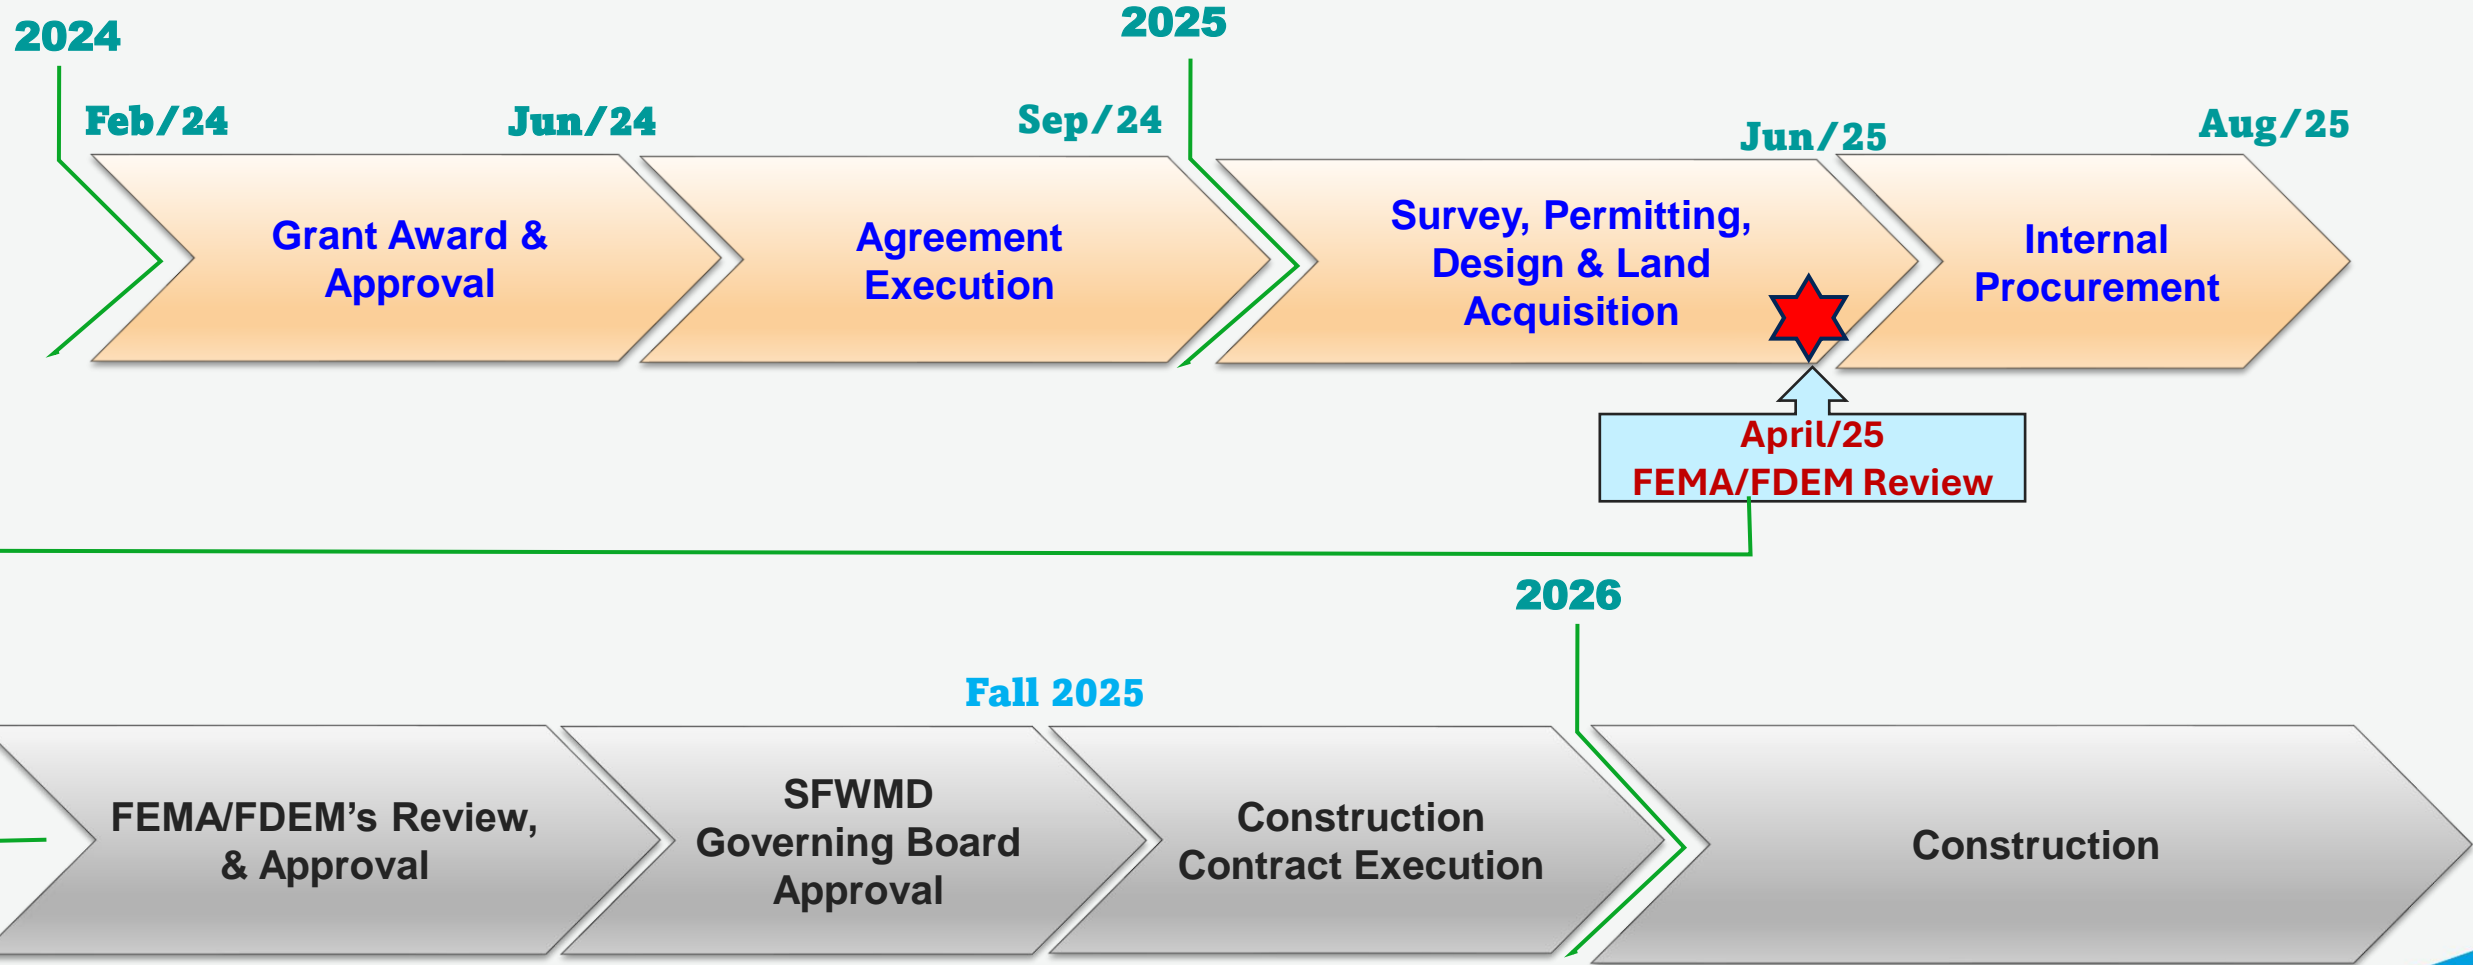 2024
2025
Feb/24
Jun/24
Sep/24
Jun/25
Aug/25
Grant Award &
Approval
Agreement
Execution
Survey, Permitting,
Design & Land
Acquisition
Internal
Procurement
April/25
FEMA/FDEM Review
2026
Fall 2025
FEMA/FDEM’s Review,
& Approval
SFWMD
Governing Board
Approval
Construction
Contract Execution
Construction